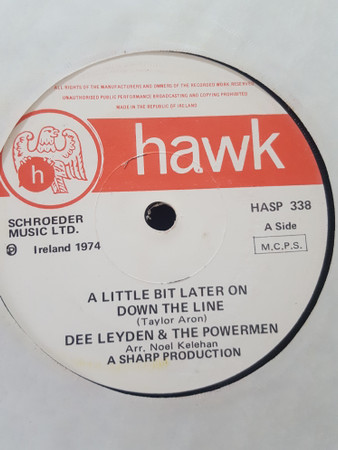 ALL RIGHTS OF THE MANUFACTURERS AND OWNERS OF THE RECORDED WORK RESERVED
UNAUTHORISED PUBLIC PERFORMANCE BROADCASTING AND COPYING PROHIBITED
MADE IN THE REPUBLIC OF IRELAND
h
hawk
SCHROEDER
MUSIC LTD.
℗ Ireland 1974
HASP 338
A Side
M.C.P.S.
A LITTLE BIT LATER ON
DOWN THE LINE
(Taylor Aron)
DEE LEYDEN & THE POWERMEN
Arr. Noel Kelehan
A SHARP PRODUCTION